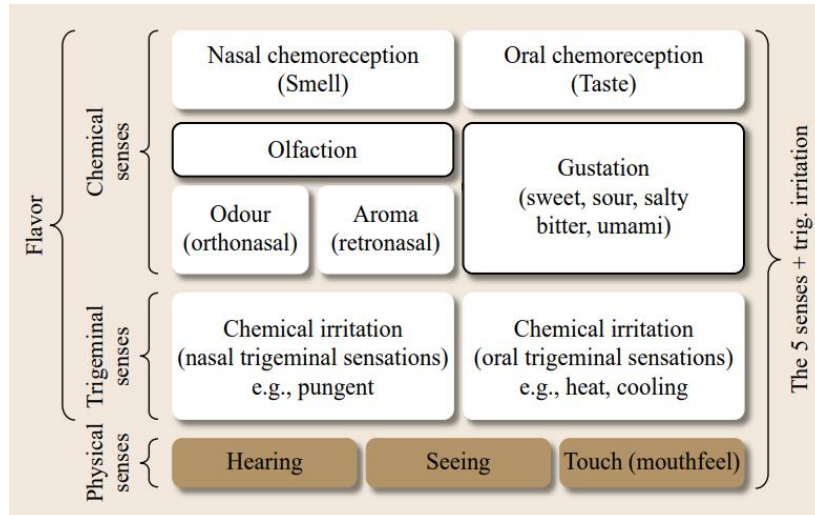 Flavor
Chemical
senses
Nasal chemoreception
(Smell)
Oral chemoreception
(Taste)
Olfaction
Gustation
(sweet, sour, salty
bitter, umami)
Odour
(orthonasal)
Aroma
(retronasal)
Trigeminal
senses
Chemical irritation
(nasal trigeminal sensations)
e.g., pungent
Chemical irritation
(oral trigeminal sensations)
e.g., heat, cooling
Physical
senses
Hearing
Seeing
Touch (mouthfeel)
The 5 senses + trig. irritation